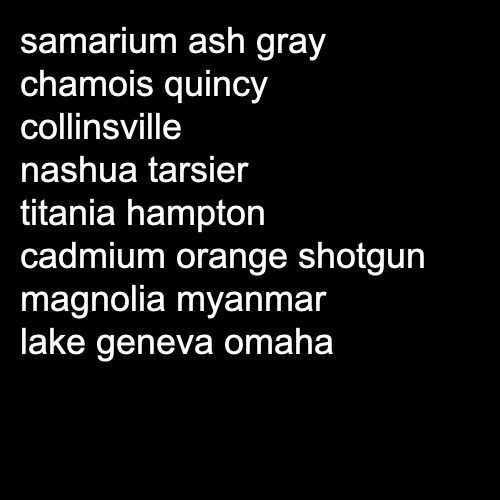 samarium ash gray
chamois quincy
collinsville
nashua tarsier
titania hampton
cadmium orange shotgun
magnolia myanmar
lake geneva omaha